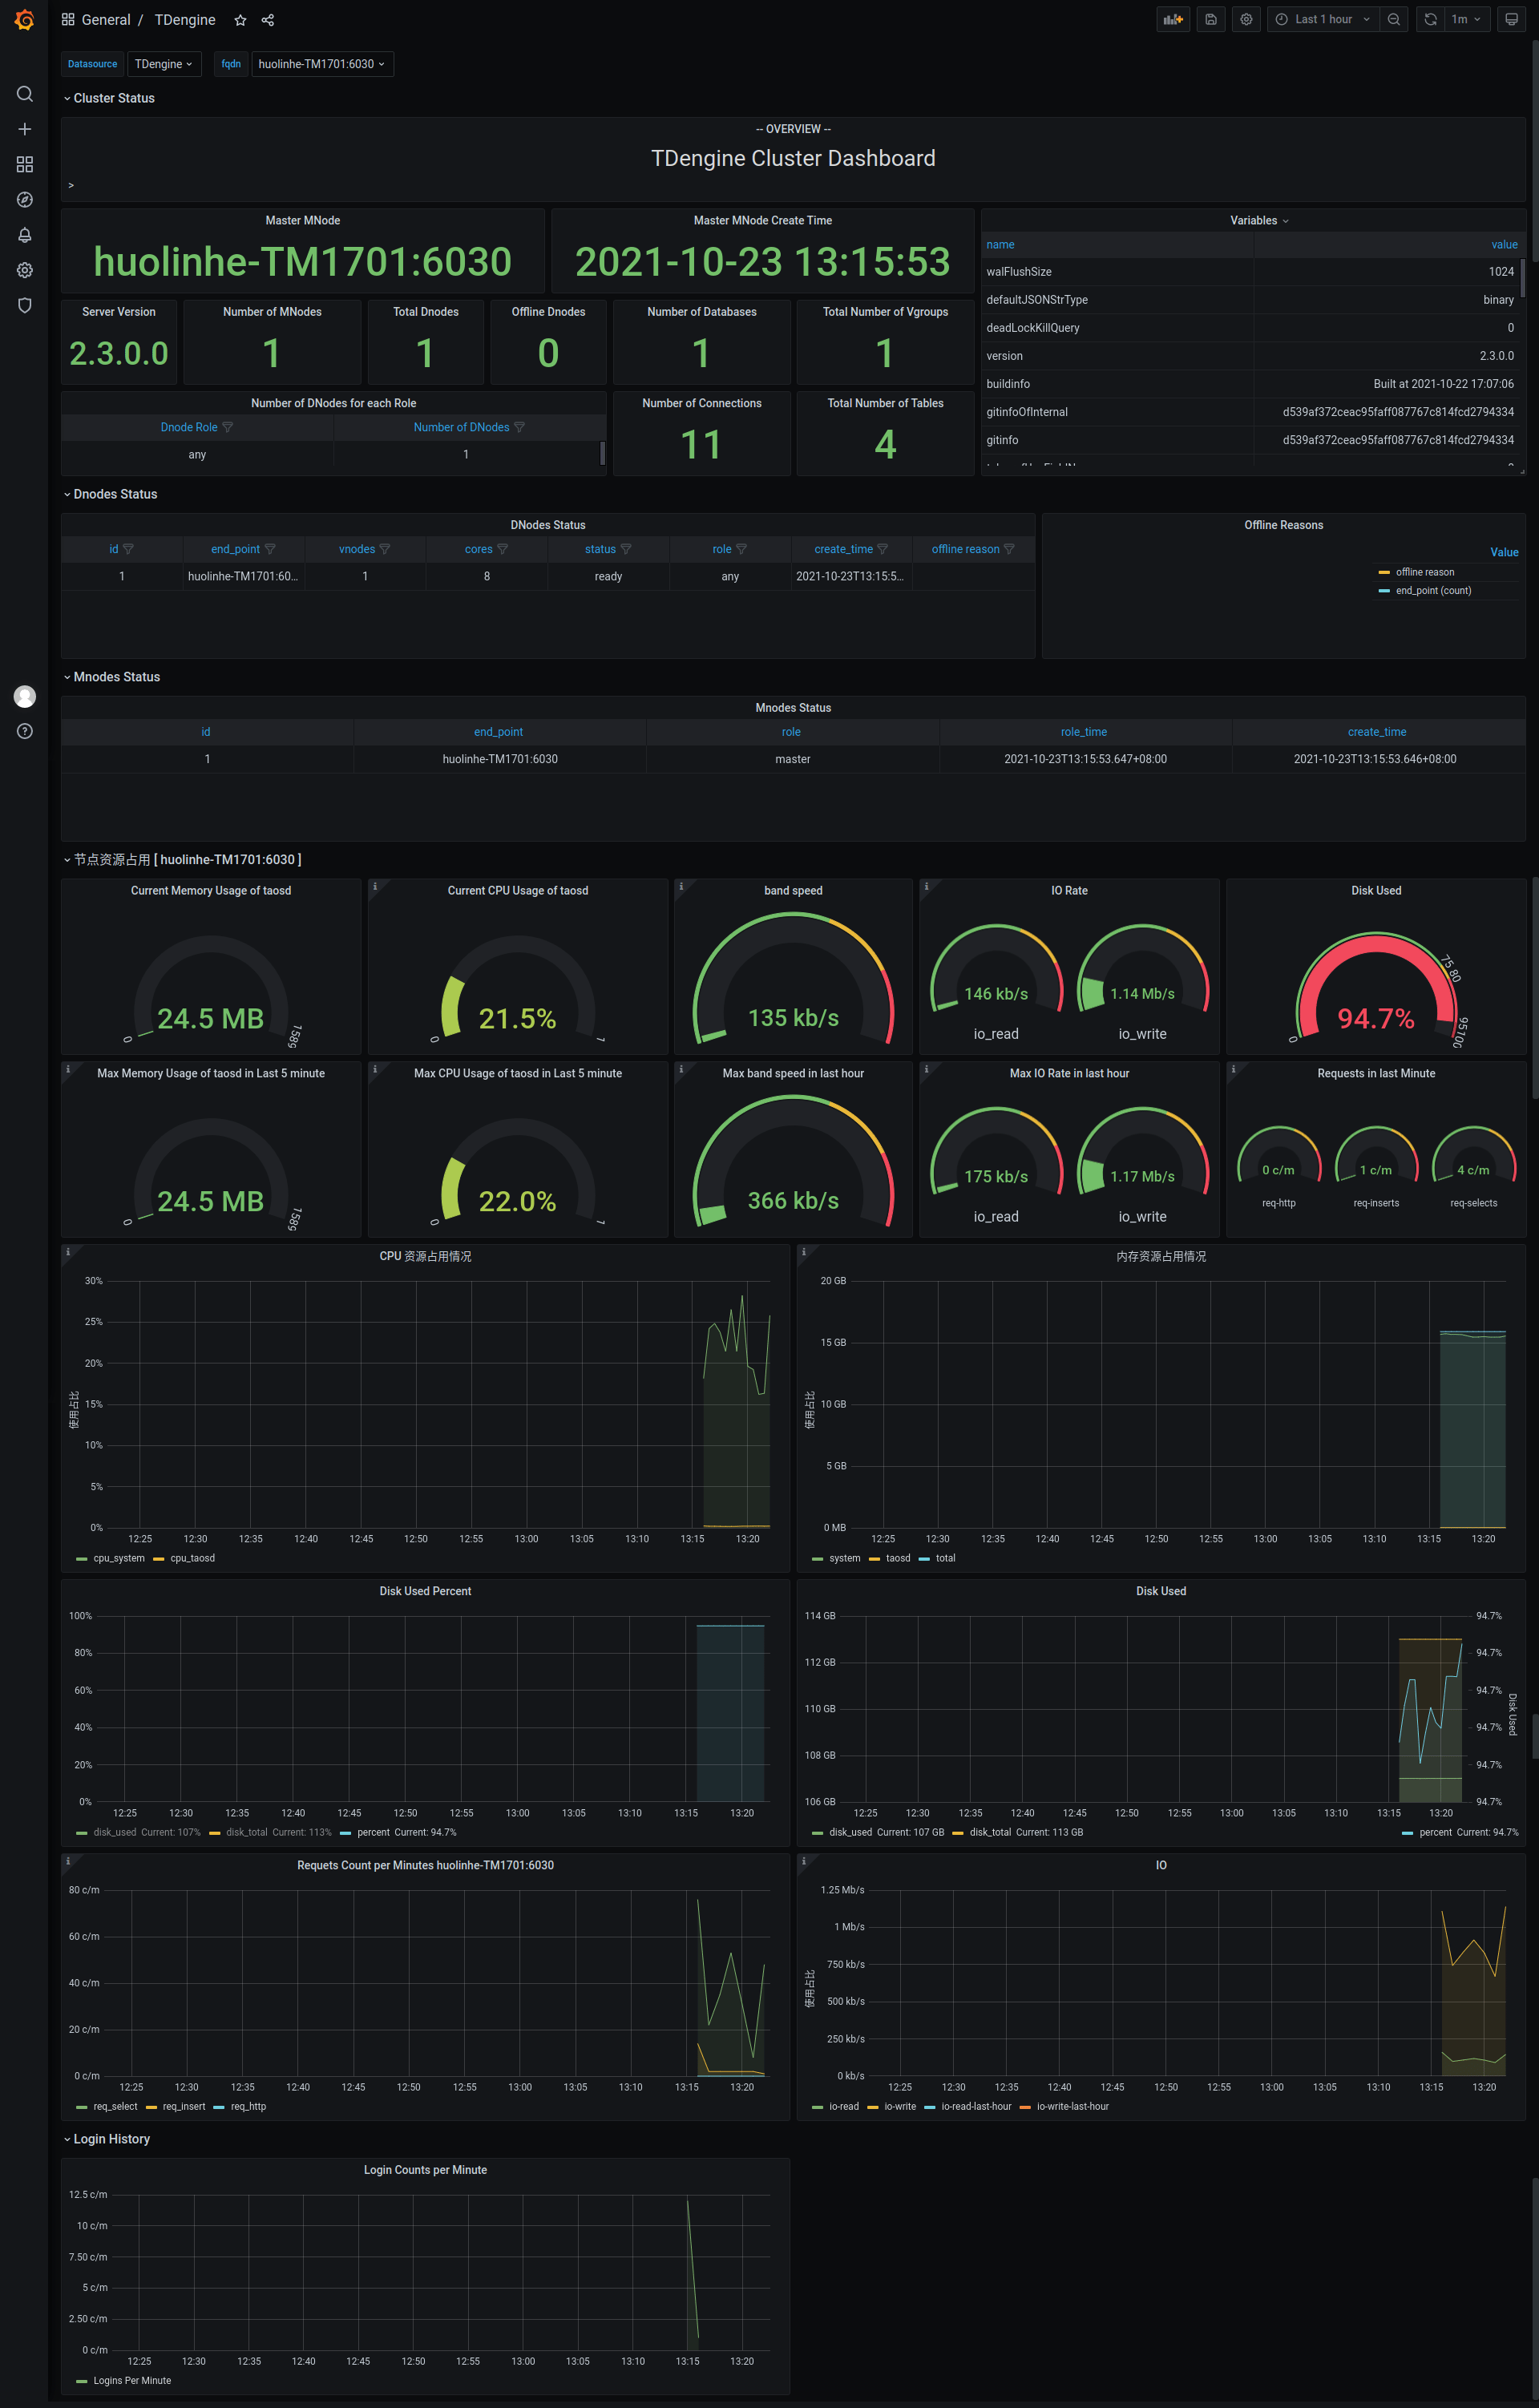 General / TDengine
Last 1 hour
1m
Datasource TDengine fqdn huolinhe-TM1701:6030
Cluster Status
-- OVERVIEW --
TDengine Cluster Dashboard
>
Master MNode
huolinhe-TM1701:6030
Master MNode Create Time
2021-10-23 13:15:53
Variables
name value
walFlushSize 1024
defaultJSONStrType binary
deadLockKillQuery 0
version 2.3.0.0
buildinfo Built at 2021-10-22 17:07:06
gitinfoOfInternal d539af372ceac95faff087767c814fcd2794334
gitinfo d539af372ceac95faff087767c814fcd2794334
Server Version
2.3.0.0
Number of MNodes
1
Total Dnodes
1
Offline Dnodes
0
Number of Databases
1
Total Number of Vgroups
1
Number of DNodes for each Role
Dnode Role Number of DNodes
any 1
Number of Connections
11
Total Number of Tables
4
Dnodes Status
DNodes Status
id end_point vnodes cores status role create_time offline reason
1 huolinhe-TM1701:60... 1 8 ready any 2021-10-23T13:15:5...
Offline Reasons
Value
offline reason
end_point (count)
Mnodes Status
Mnodes Status
id end_point role role_time create_time
1 huolinhe-TM1701:6030 master 2021-10-23T13:15:53.647+08:00 2021-10-23T13:15:53.646+08:00
节点资源占用 [ huolinhe-TM1701:6030 ]
Current Memory Usage of taosd
24.5 MB
0 1589
Current CPU Usage of taosd
21.5%
0 1
band speed
135 kb/s
IO Rate
146 kb/s 1.14 Mb/s
io_read io_write
Disk Used
94.7%
0 75 80 95 100
Max Memory Usage of taosd in Last 5 minute
24.5 MB
0 1589
Max CPU Usage of taosd in Last 5 minute
22.0%
0 1
Max band speed in last hour
366 kb/s
Max IO Rate in last hour
175 kb/s 1.17 Mb/s
io_read io_write
Requests in last Minute
0 c/m 1 c/m 4 c/m
req-http req-inserts req-selects
CPU 资源占用情况
使用占比
30%
25%
20%
15%
10%
5%
0%
12:25 12:30 12:35 12:40 12:45 12:50 12:55 13:00 13:05 13:10 13:15 13:20
cpu_system cpu_taosd
内存资源占用情况
使用占比
20 GB
15 GB
10 GB
5 GB
0 MB
12:25 12:30 12:35 12:40 12:45 12:50 12:55 13:00 13:05 13:10 13:15 13:20
system taosd total
Disk Used Percent
100%
80%
60%
40%
20%
0%
12:25 12:30 12:35 12:40 12:45 12:50 12:55 13:00 13:05 13:10 13:15 13:20
disk_used Current: 107% disk_total Current: 113% percent Current: 94.7%
Disk Used
114 GB 94.7%
94.7%
112 GB
94.7%
110 GB
94.7%
108 GB
94.7%
106 GB 94.7%
Disk Used
12:25 12:30 12:35 12:40 12:45 12:50 12:55 13:00 13:05 13:10 13:15 13:20
disk_used Current: 107 GB disk_total Current: 113 GB percent Current: 94.7%
Requets Count per Minutes huolinhe-TM1701:6030
80 c/m
60 c/m
40 c/m
20 c/m
0 c/m
12:25 12:30 12:35 12:40 12:45 12:50 12:55 13:00 13:05 13:10 13:15 13:20
req_select req_insert req_http
IO
使用占比
1.25 Mb/s
1 Mb/s
750 kb/s
500 kb/s
250 kb/s
0 kb/s
12:25 12:30 12:35 12:40 12:45 12:50 12:55 13:00 13:05 13:10 13:15 13:20
io-read io-write io-read-last-hour io-write-last-hour
Login History
Login Counts per Minute
12.5 c/m
10 c/m
7.50 c/m
5 c/m
2.50 c/m
0 c/m
12:25 12:30 12:35 12:40 12:45 12:50 12:55 13:00 13:05 13:10 13:15 13:20
Logins Per Minute